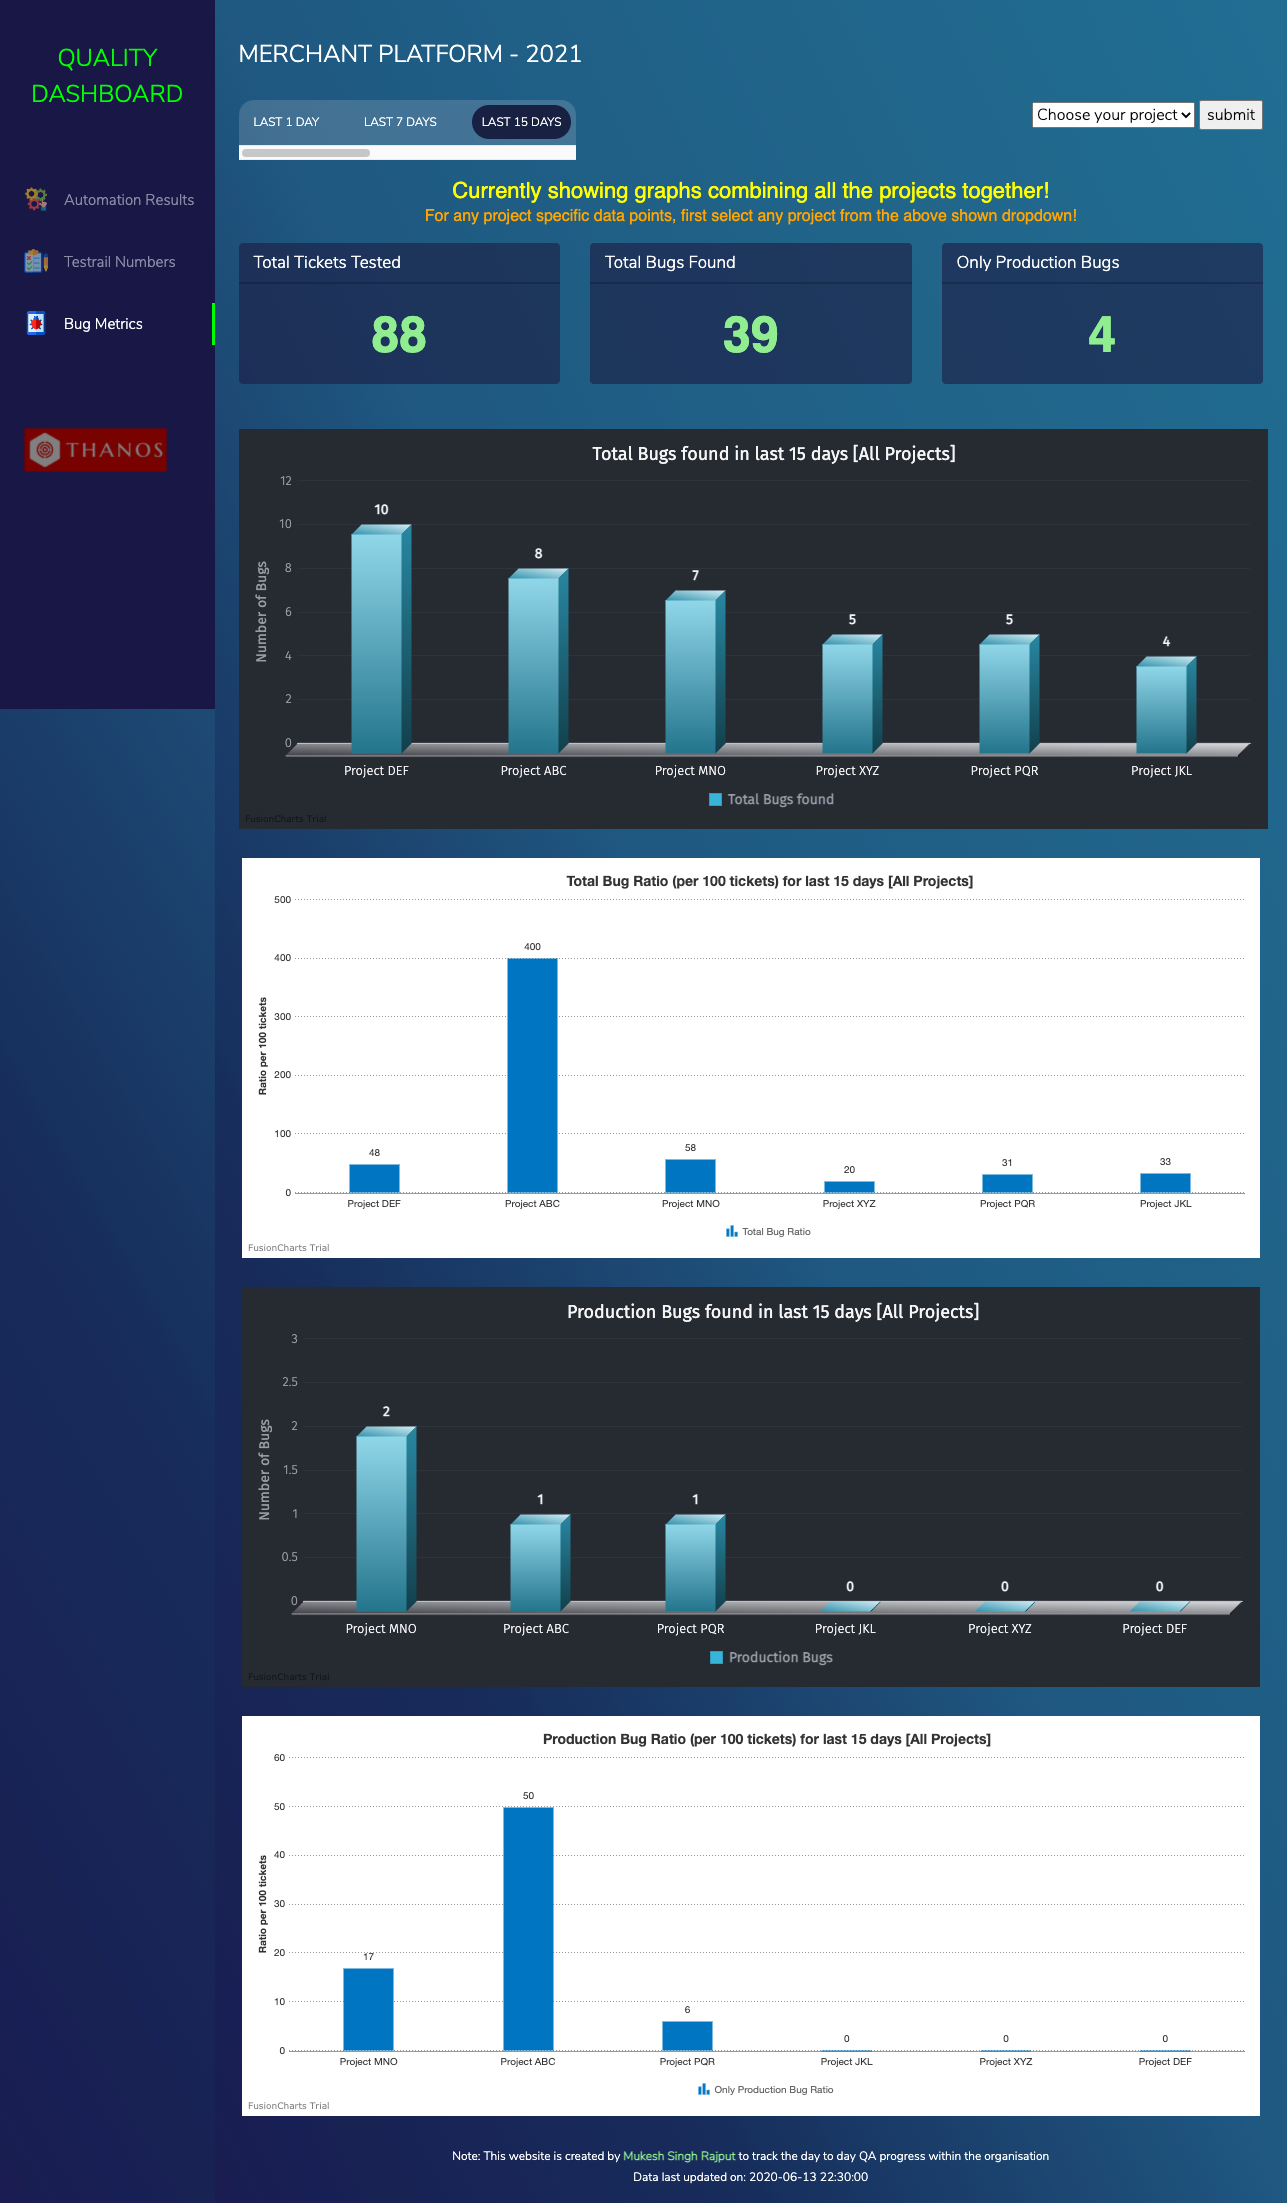 QUALITY
DASHBOARD
Automation Results
Testrail Numbers
Bug Metrics
THANOS
MERCHANT PLATFORM - 2021
LAST 1 DAY LAST 7 DAYS LAST 15 DAYS
Choose your project submit
Currently showing graphs combining all the projects together!
For any project specific data points, first select any project from the above shown dropdown!
Total Tickets Tested
88
Total Bugs Found
39
Only Production Bugs
4
Total Bugs found in last 15 days [All Projects]
Number of Bugs
12
10
8
6
4
2
0
10 8 7 5 5 4
Project DEF Project ABC Project MNO Project XYZ Project PQR Project JKL
Total Bugs found
FusionCharts Trial
Total Bug Ratio (per 100 tickets) for last 15 days [All Projects]
Ratio per 100 tickets
500
400
300
200
100
0
48 400 58 20 31 33
Project DEF Project ABC Project MNO Project XYZ Project PQR Project JKL
Total Bug Ratio
FusionCharts Trial
Production Bugs found in last 15 days [All Projects]
Number of Bugs
3
2.5
2
1.5
1
0.5
0
2 1 1 0 0 0
Project MNO Project ABC Project PQR Project JKL Project XYZ Project DEF
Production Bugs
FusionCharts Trial
Production Bug Ratio (per 100 tickets) for last 15 days [All Projects]
Ratio per 100 tickets
60
50
40
30
20
10
0
17 50 6 0 0 0
Project MNO Project ABC Project PQR Project JKL Project XYZ Project DEF
Only Production Bug Ratio
FusionCharts Trial
Note: This website is created by Mukesh Singh Rajput to track the day to day QA progress within the organisation
Data last updated on: 2020-06-13 22:30:00